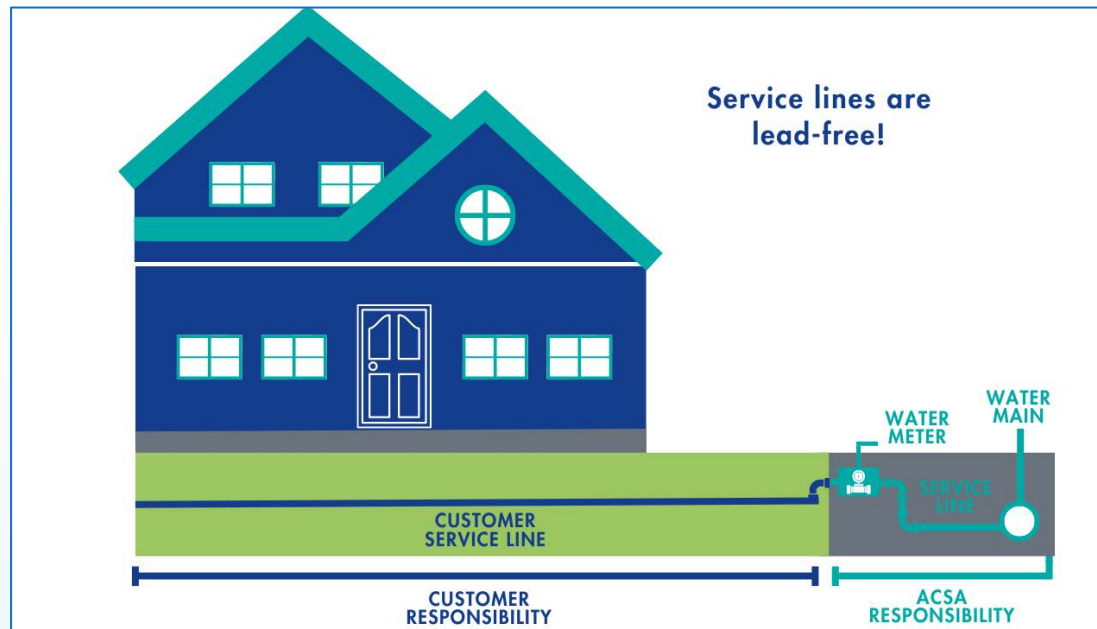 Service lines are
lead-free!
WATER
METER
WATER
MAIN
SERVICE
LINE
CUSTOMER
SERVICE LINE
CUSTOMER
RESPONSIBILITY
ACSA
RESPONSIBILITY